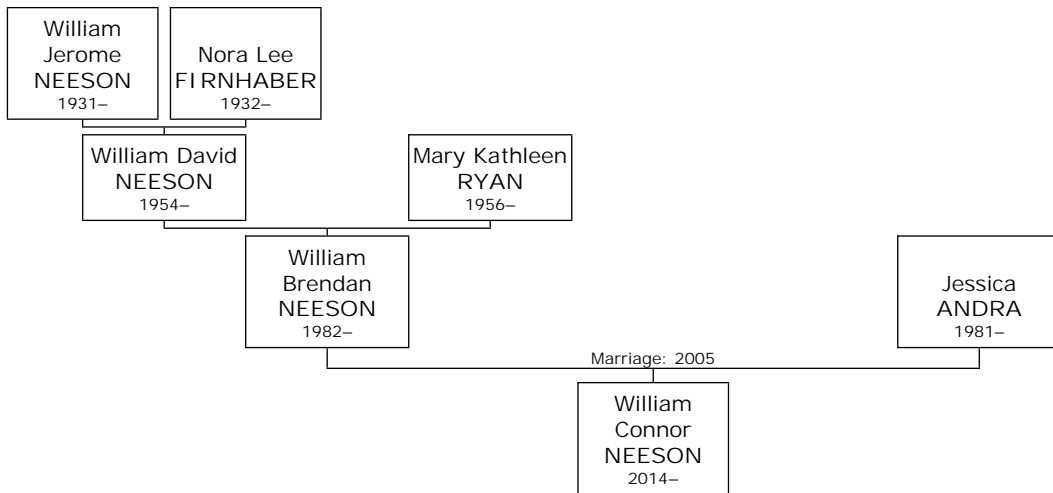 William
Jerome
NEESON
1931–
Nora Lee
FIRNHABER
1932–
William David
NEESON
1954–
Mary Kathleen
RYAN
1956–
William
Brendan
NEESON
1982–
Jessica
ANDRA
1981–
Marriage: 2005
William
Connor
NEESON
2014–